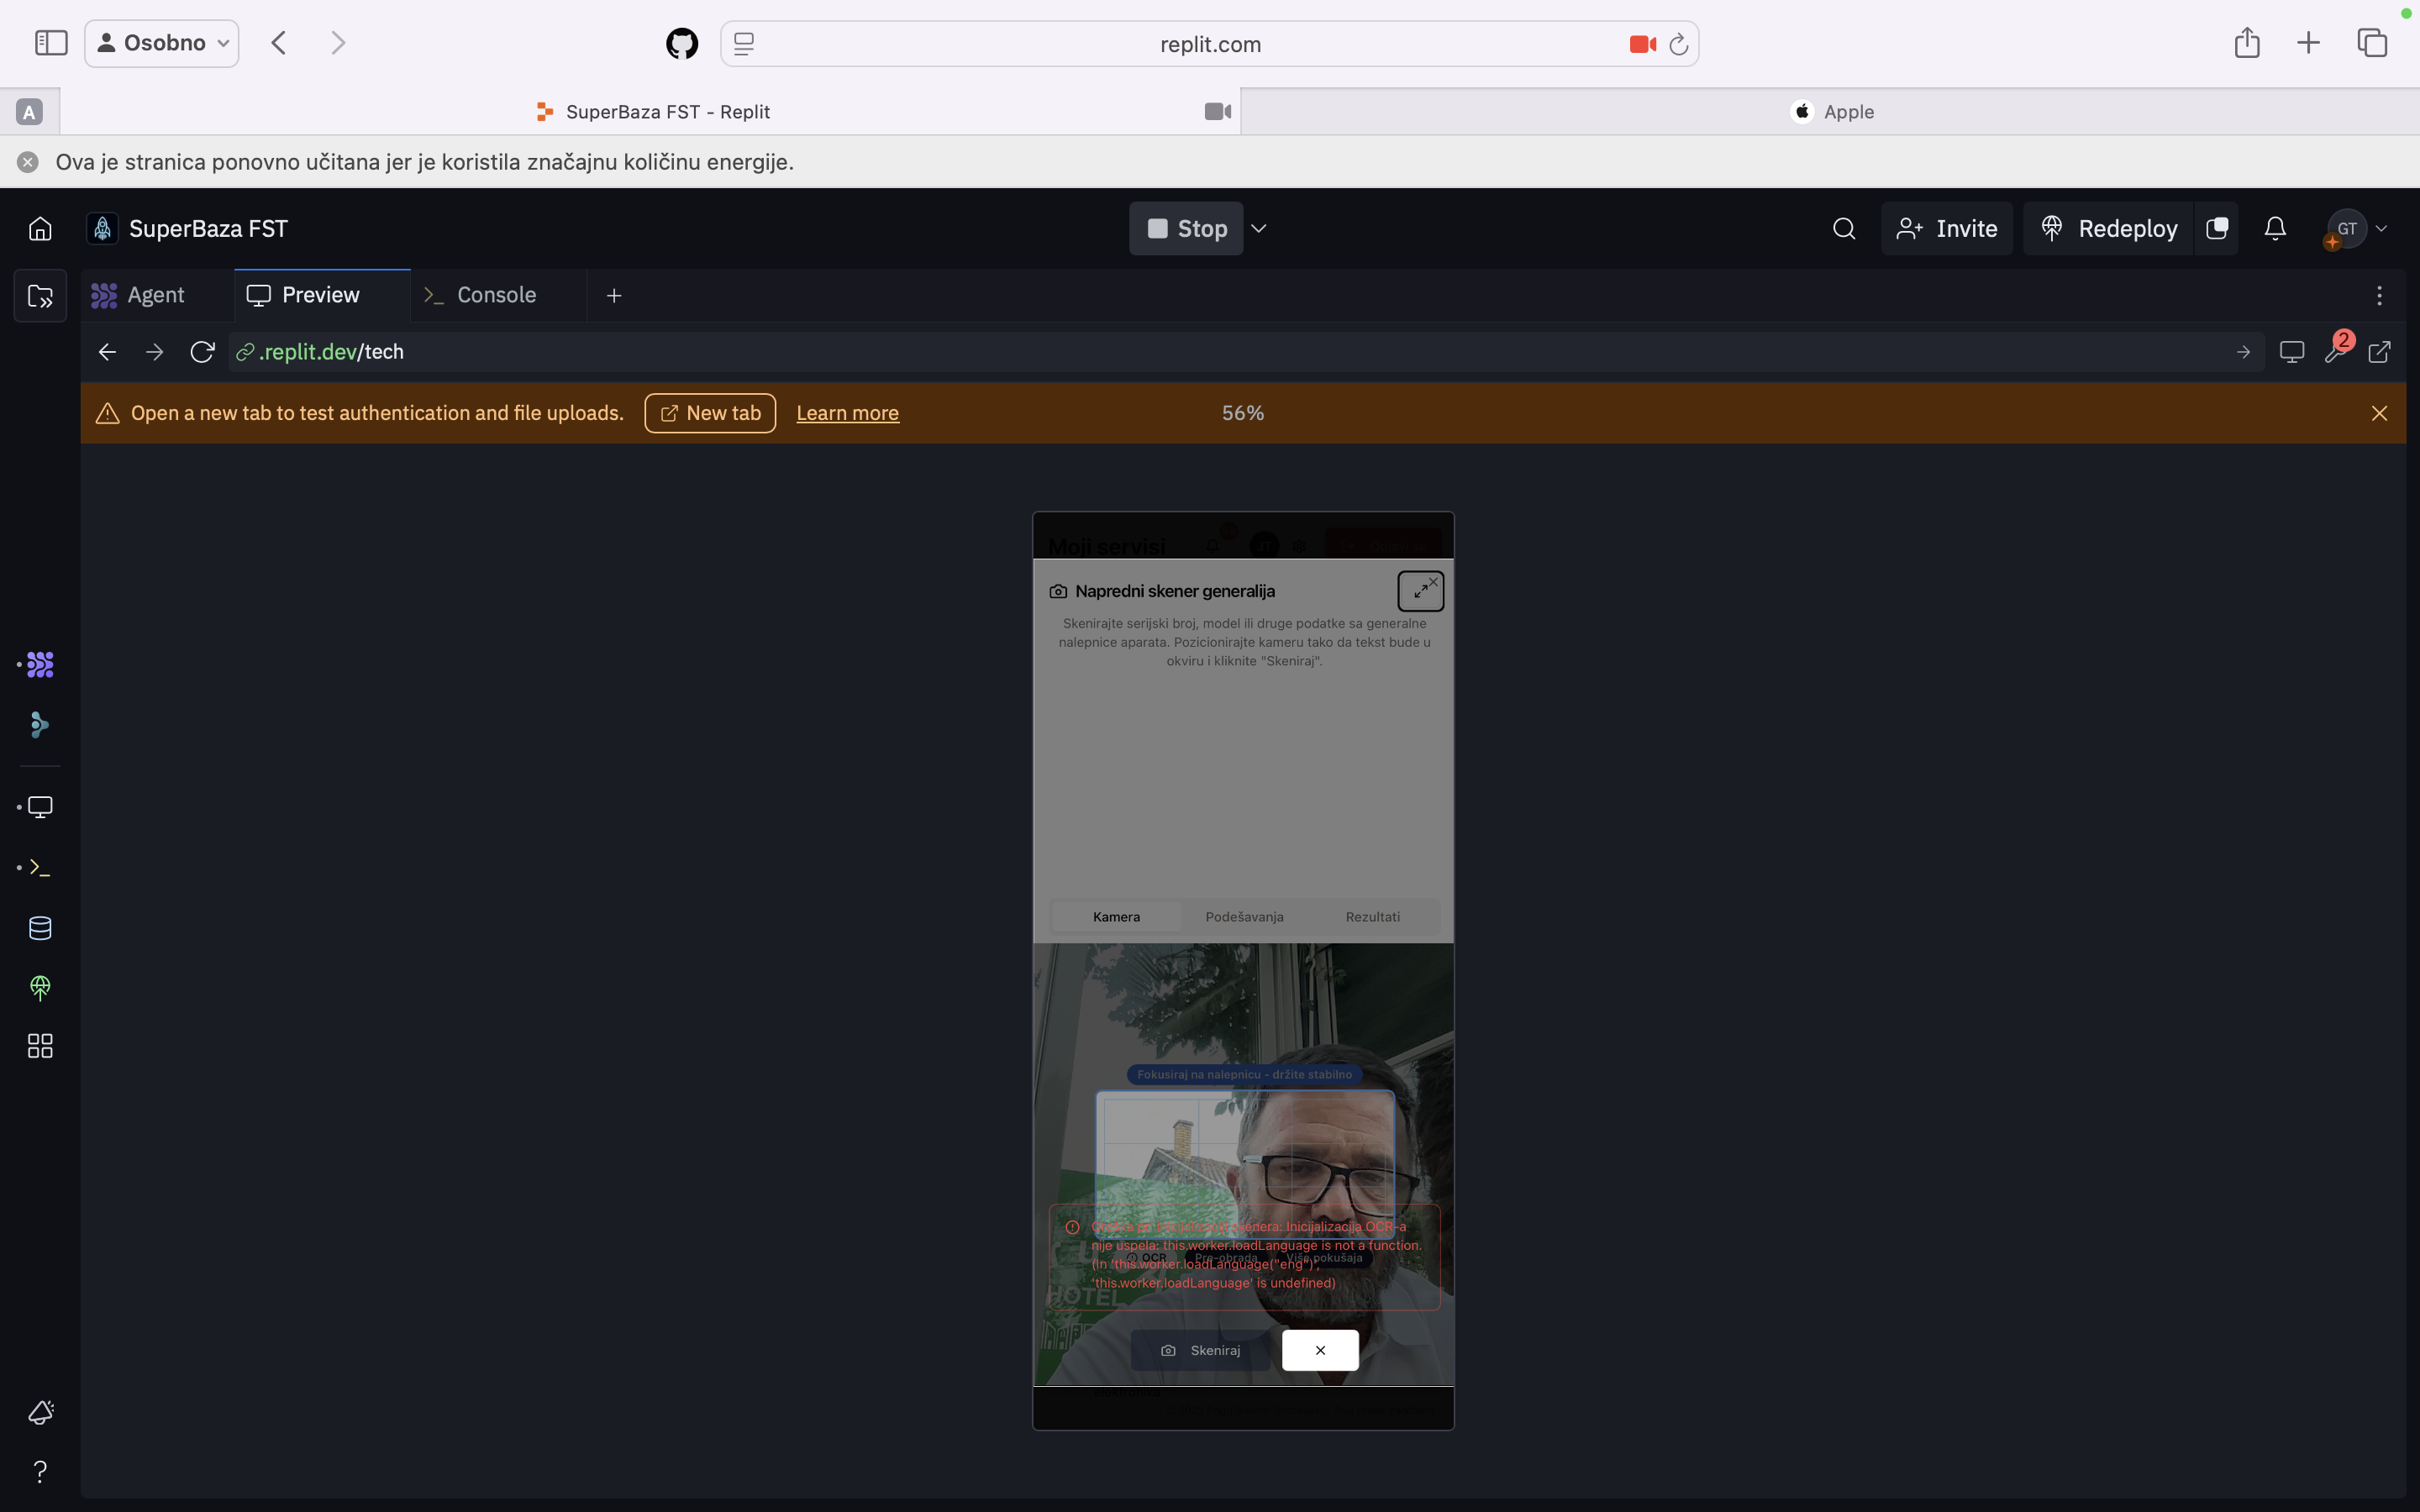 Osobno
replit.com
A
SuperBaza FST - Replit
Apple
Ova je stranica ponovno učitana jer je koristila značajnu količinu energije.
SuperBaza FST
Stop
Invite
Redeploy
GT
Agent
Preview
Console
.replit.dev/tech
2
Open a new tab to test authentication and file uploads.
New tab
Learn more
56%
Moji servisi
Napredni skener generalija
Skenirajte serijski broj, model ili druge podatke sa generalne
nalepnice aparata. Pozicionirajte kameru tako da tekst bude u
okviru i kliknite "Skeniraj".
Kamera
Podešavanja
Rezultati
Fokusiraj na nalepnicu - držite stabilno
skenera: Inicijalizacija OCR-a
nije uspela: this.worker.loadLanguage is not a function.
OCR
Pre-obrada
Više pokušaja
(In 'this.worker.loadLanguage("eng")',
'this.worker.loadLanguage' is undefined)
HOTEL
Skeniraj